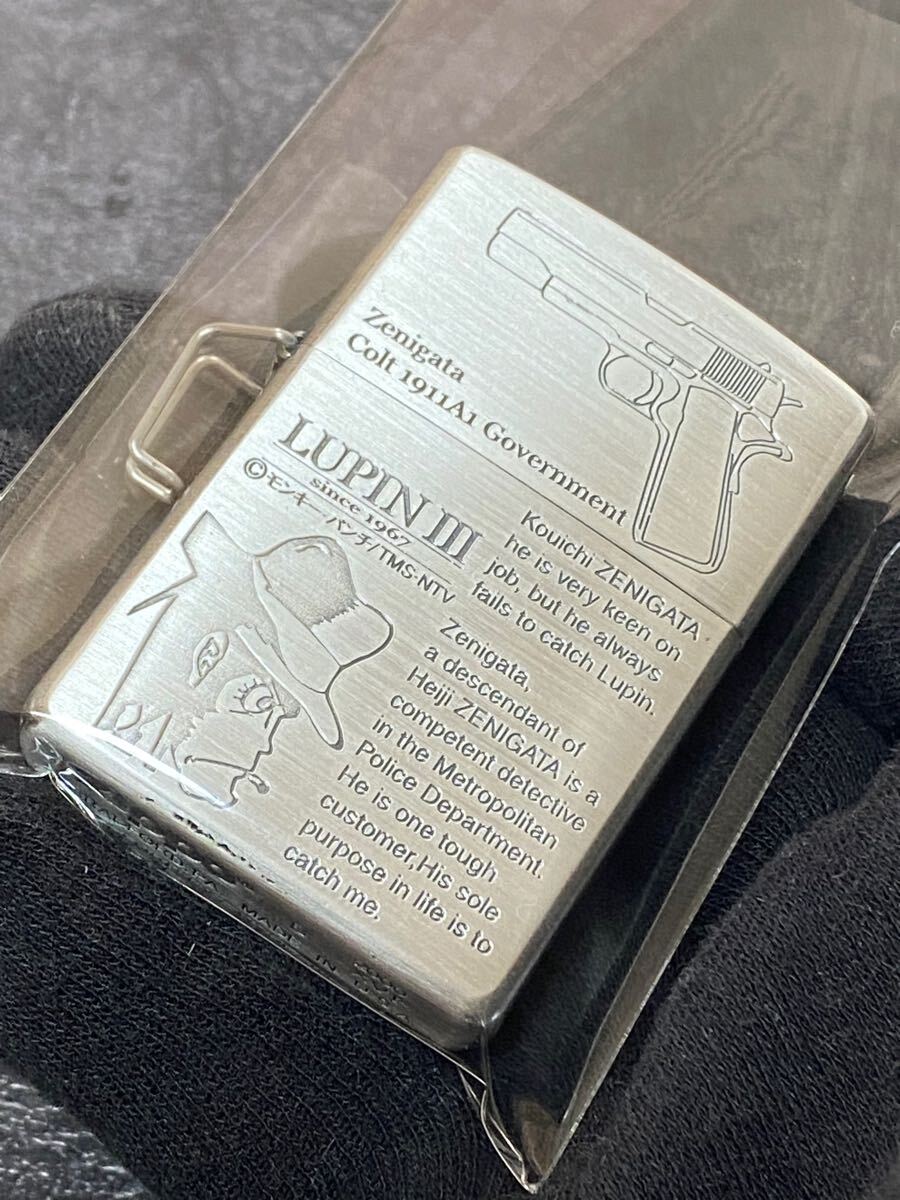 Zenigata
Colt 1911A1 Government
LUPIN III
since 1967
©モンキー・パンチ/TMS-NTV
Kouichi ZENIGATA
he is very keen on
job, but he always
fails to catch Lupin.
Zenigata,
a descendant of
Heiji ZENIGATA is a
competent detective
in the Metropolitan
Police Department.
He is one tough
customer,His sole
purpose in life is to
catch me.
MADE IN